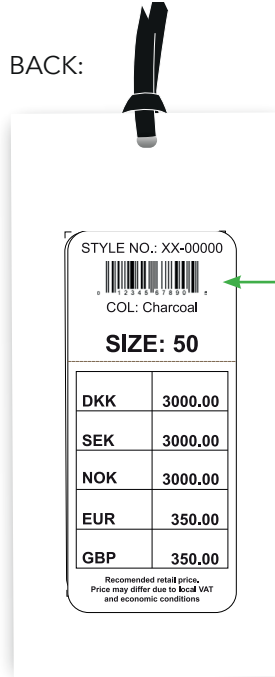 BACK:
STYLE NO.: XX-00000
0 12345 67890 5
COL: Charcoal
SIZE: 50
DKK 3000.00
SEK 3000.00
NOK 3000.00
EUR 350.00
GBP 350.00
Recomended retail price.
Price may differ due to local VAT
and economic conditions